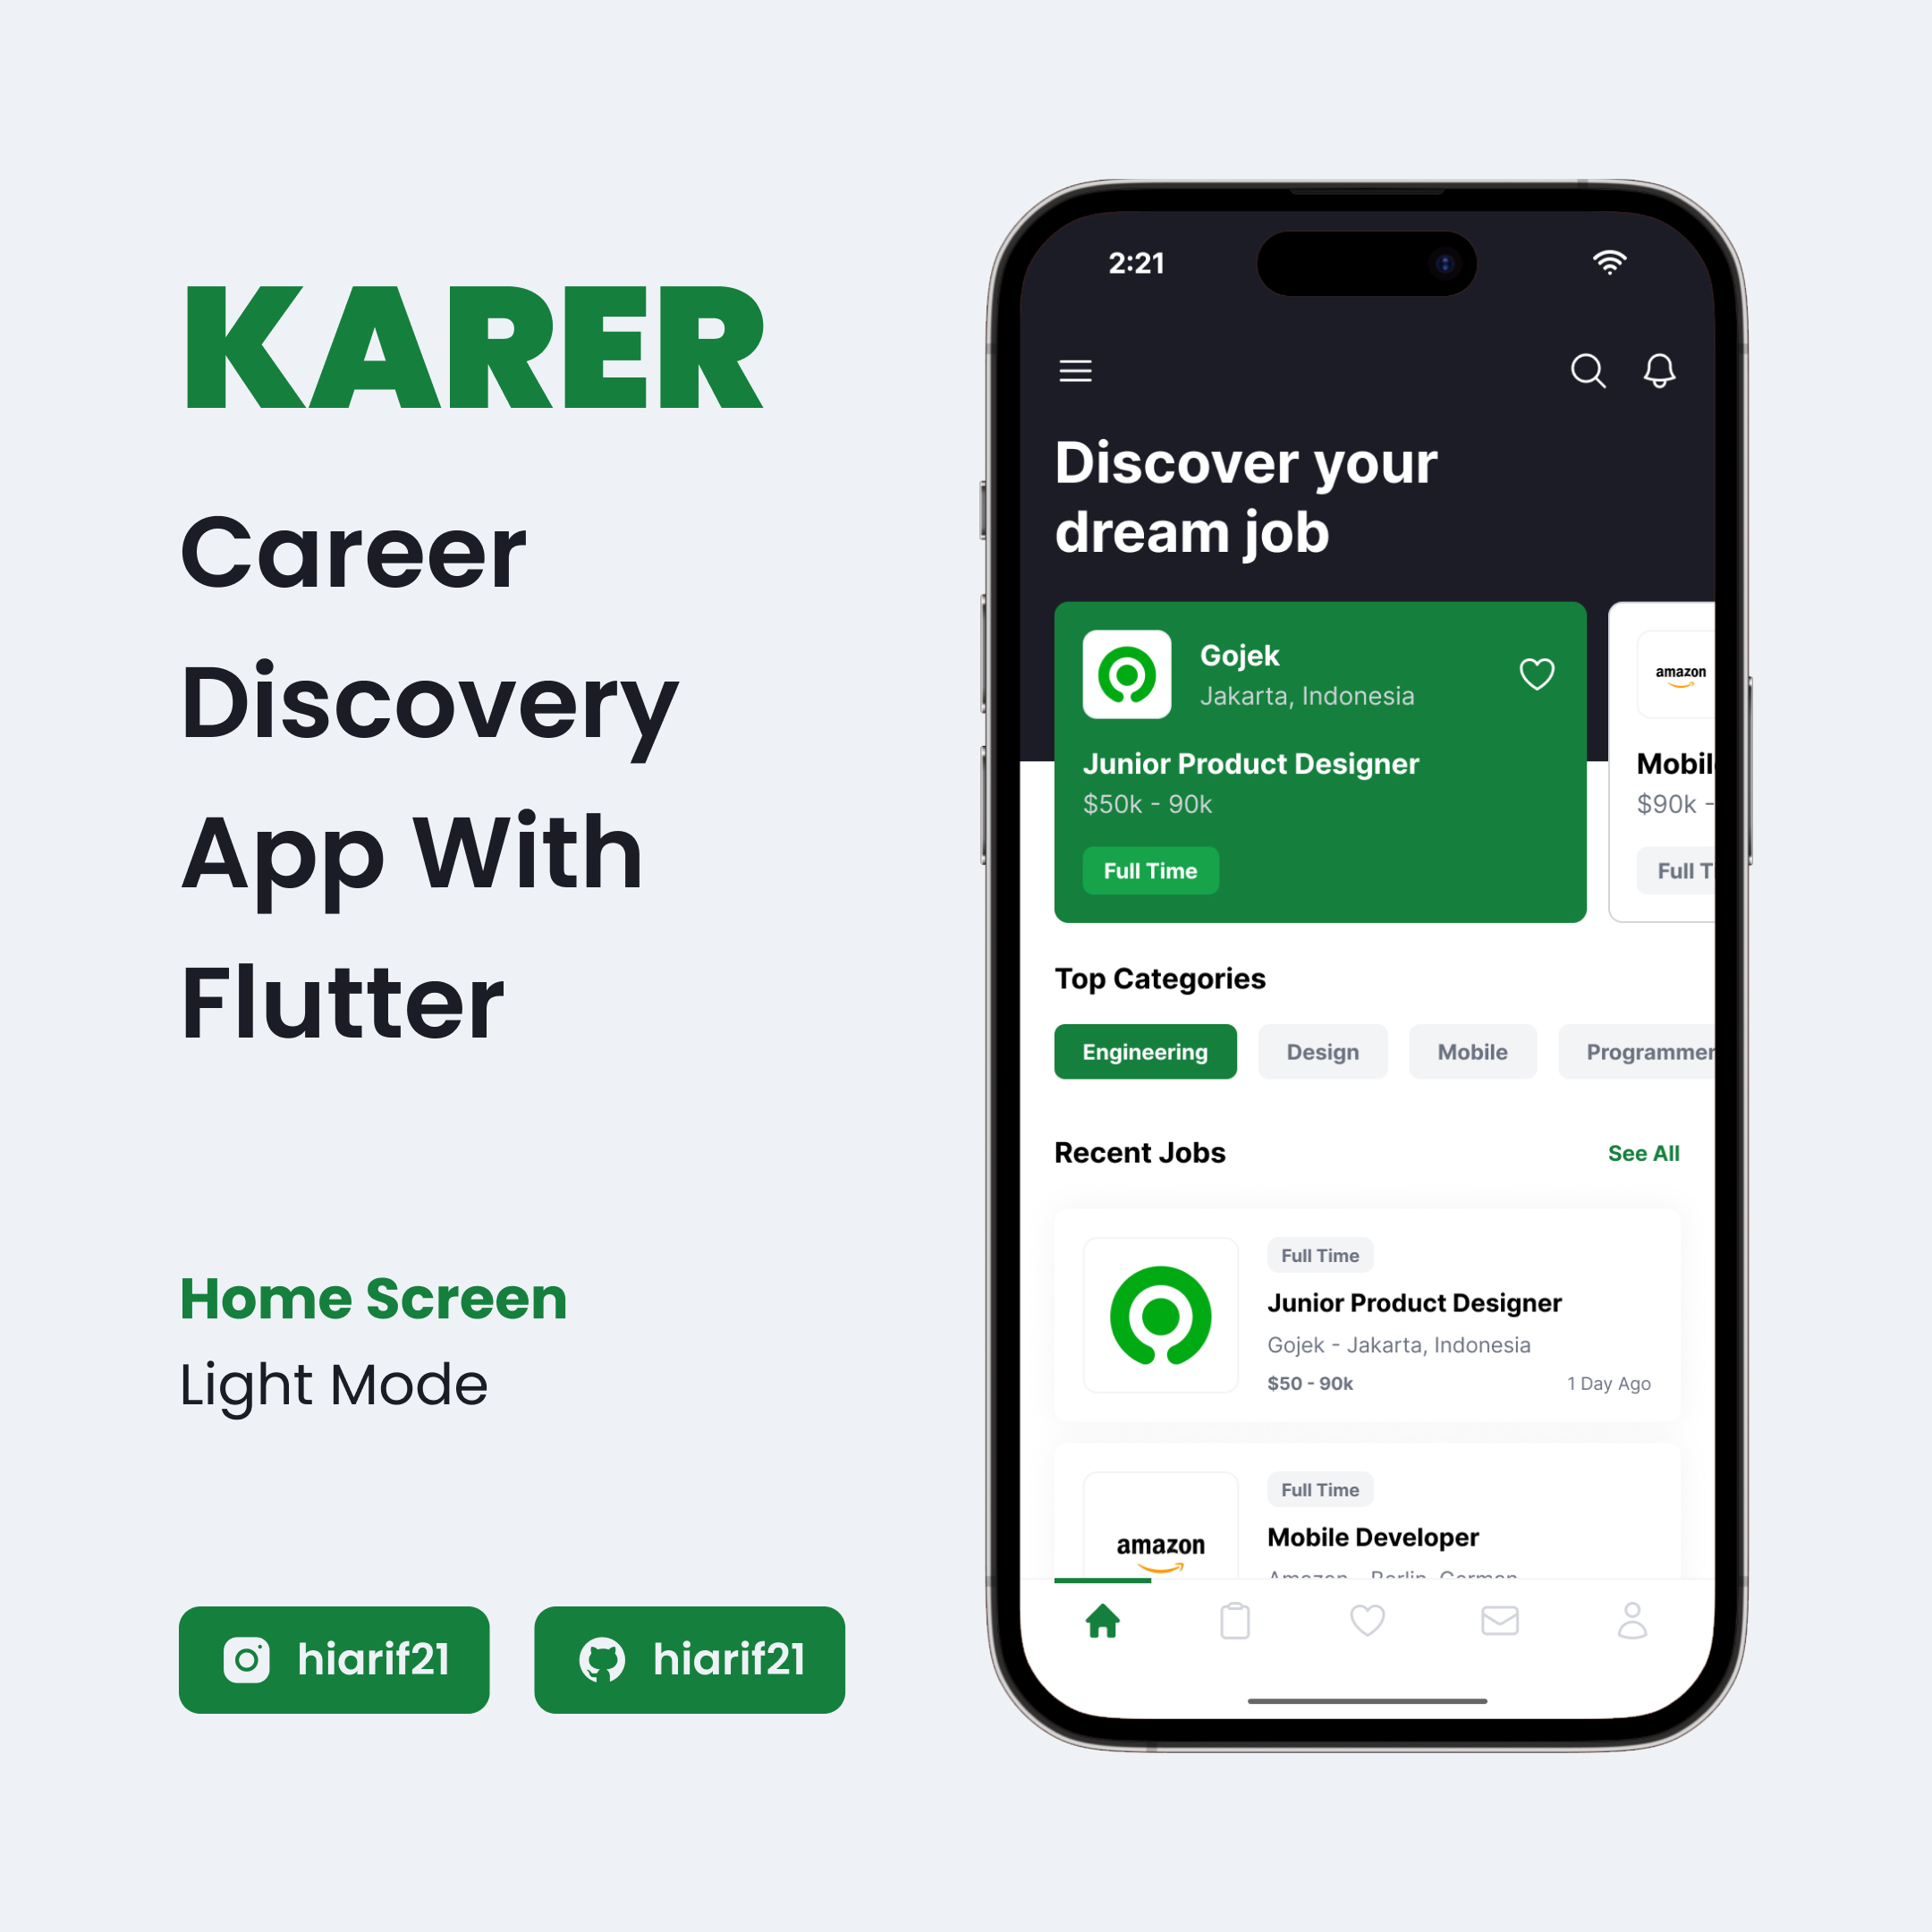 KARER
Career
Discovery
App With
Flutter
Home Screen
Light Mode
hiarif21
hiarif21
2:21
Discover your
dream job
Gojek
Jakarta, Indonesia
Junior Product Designer
$50k - 90k
Full Time
amazon
$90k -
Full T
Top Categories
Engineering
Design
Mobile
Programmer
Recent Jobs
See All
Full Time
Junior Product Designer
Gojek - Jakarta, Indonesia
$50 - 90k
1 Day Ago
Full Time
Mobile Developer
amazon
Amazon - Berlin, German